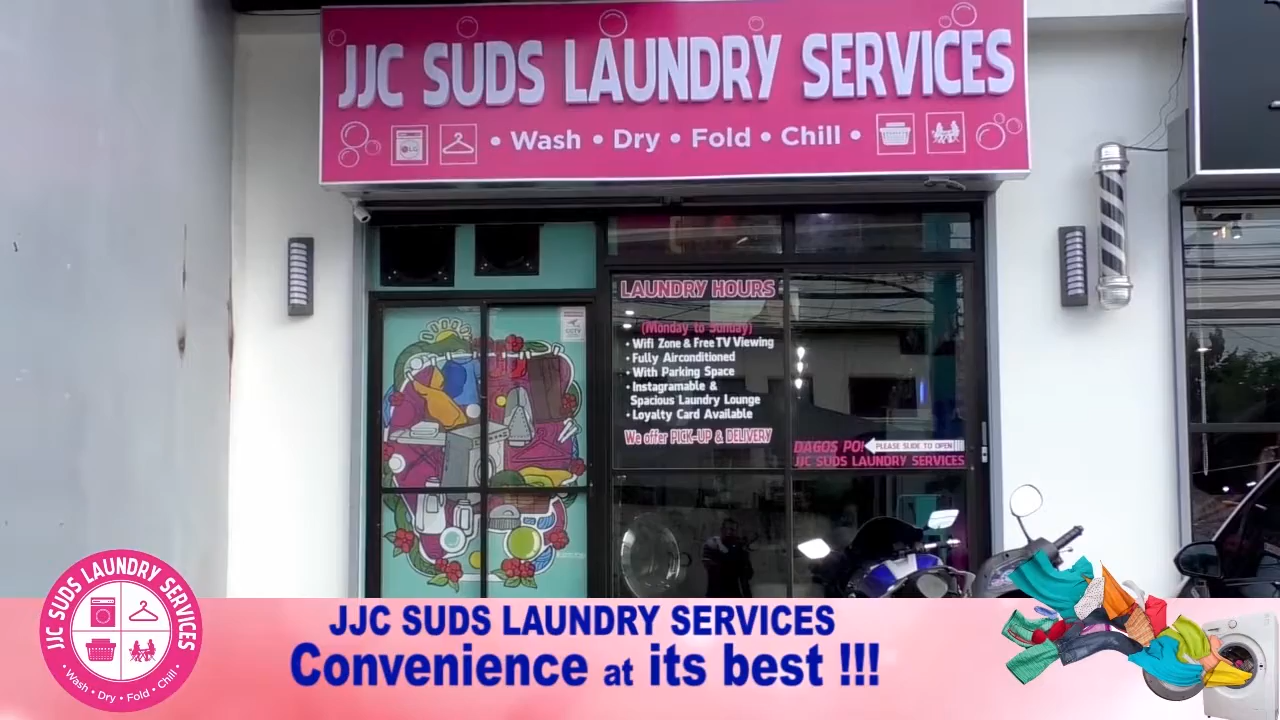 JJC SUDS LAUNDRY SERVICES
LG
• Wash • Dry • Fold • Chill •
CCTV
LAUNDRY HOURS
(Monday to Sunday)
• Wifi Zone & Free TV Viewing
• Fully Airconditioned
• With Parking Space
• Instagramable &
Spacious Laundry Lounge
• Loyalty Card Available
We offer PICK-UP & DELIVERY
DAGOS PO!
PLEASE SLIDE TO OPEN
JJC SUDS LAUNDRY SERVICES
JJC SUDS LAUNDRY SERVICES
• Wash • Dry • Fold • Chill •
JJC SUDS LAUNDRY SERVICES
Convenience at its best !!!